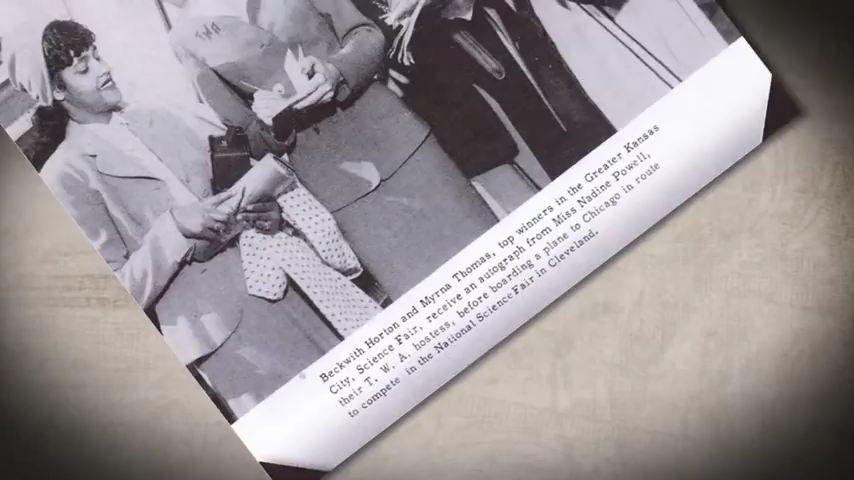 Beckwith Horton and Myrna Thomas, top winners in the Greater Kansas
City, Science Fair, receive an autograph from Miss Nadine Powell,
their T. W. A. hostess, before boarding a plane to Chicago in route
to compete in the National Science Fair in Cleveland.
TWA